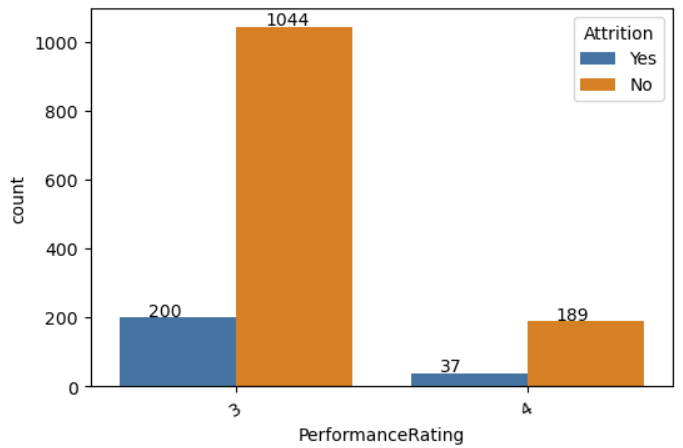 1044
1000
800
600
400
200
0
count
200
37
189
Attrition
Yes
No
3
4
PerformanceRating